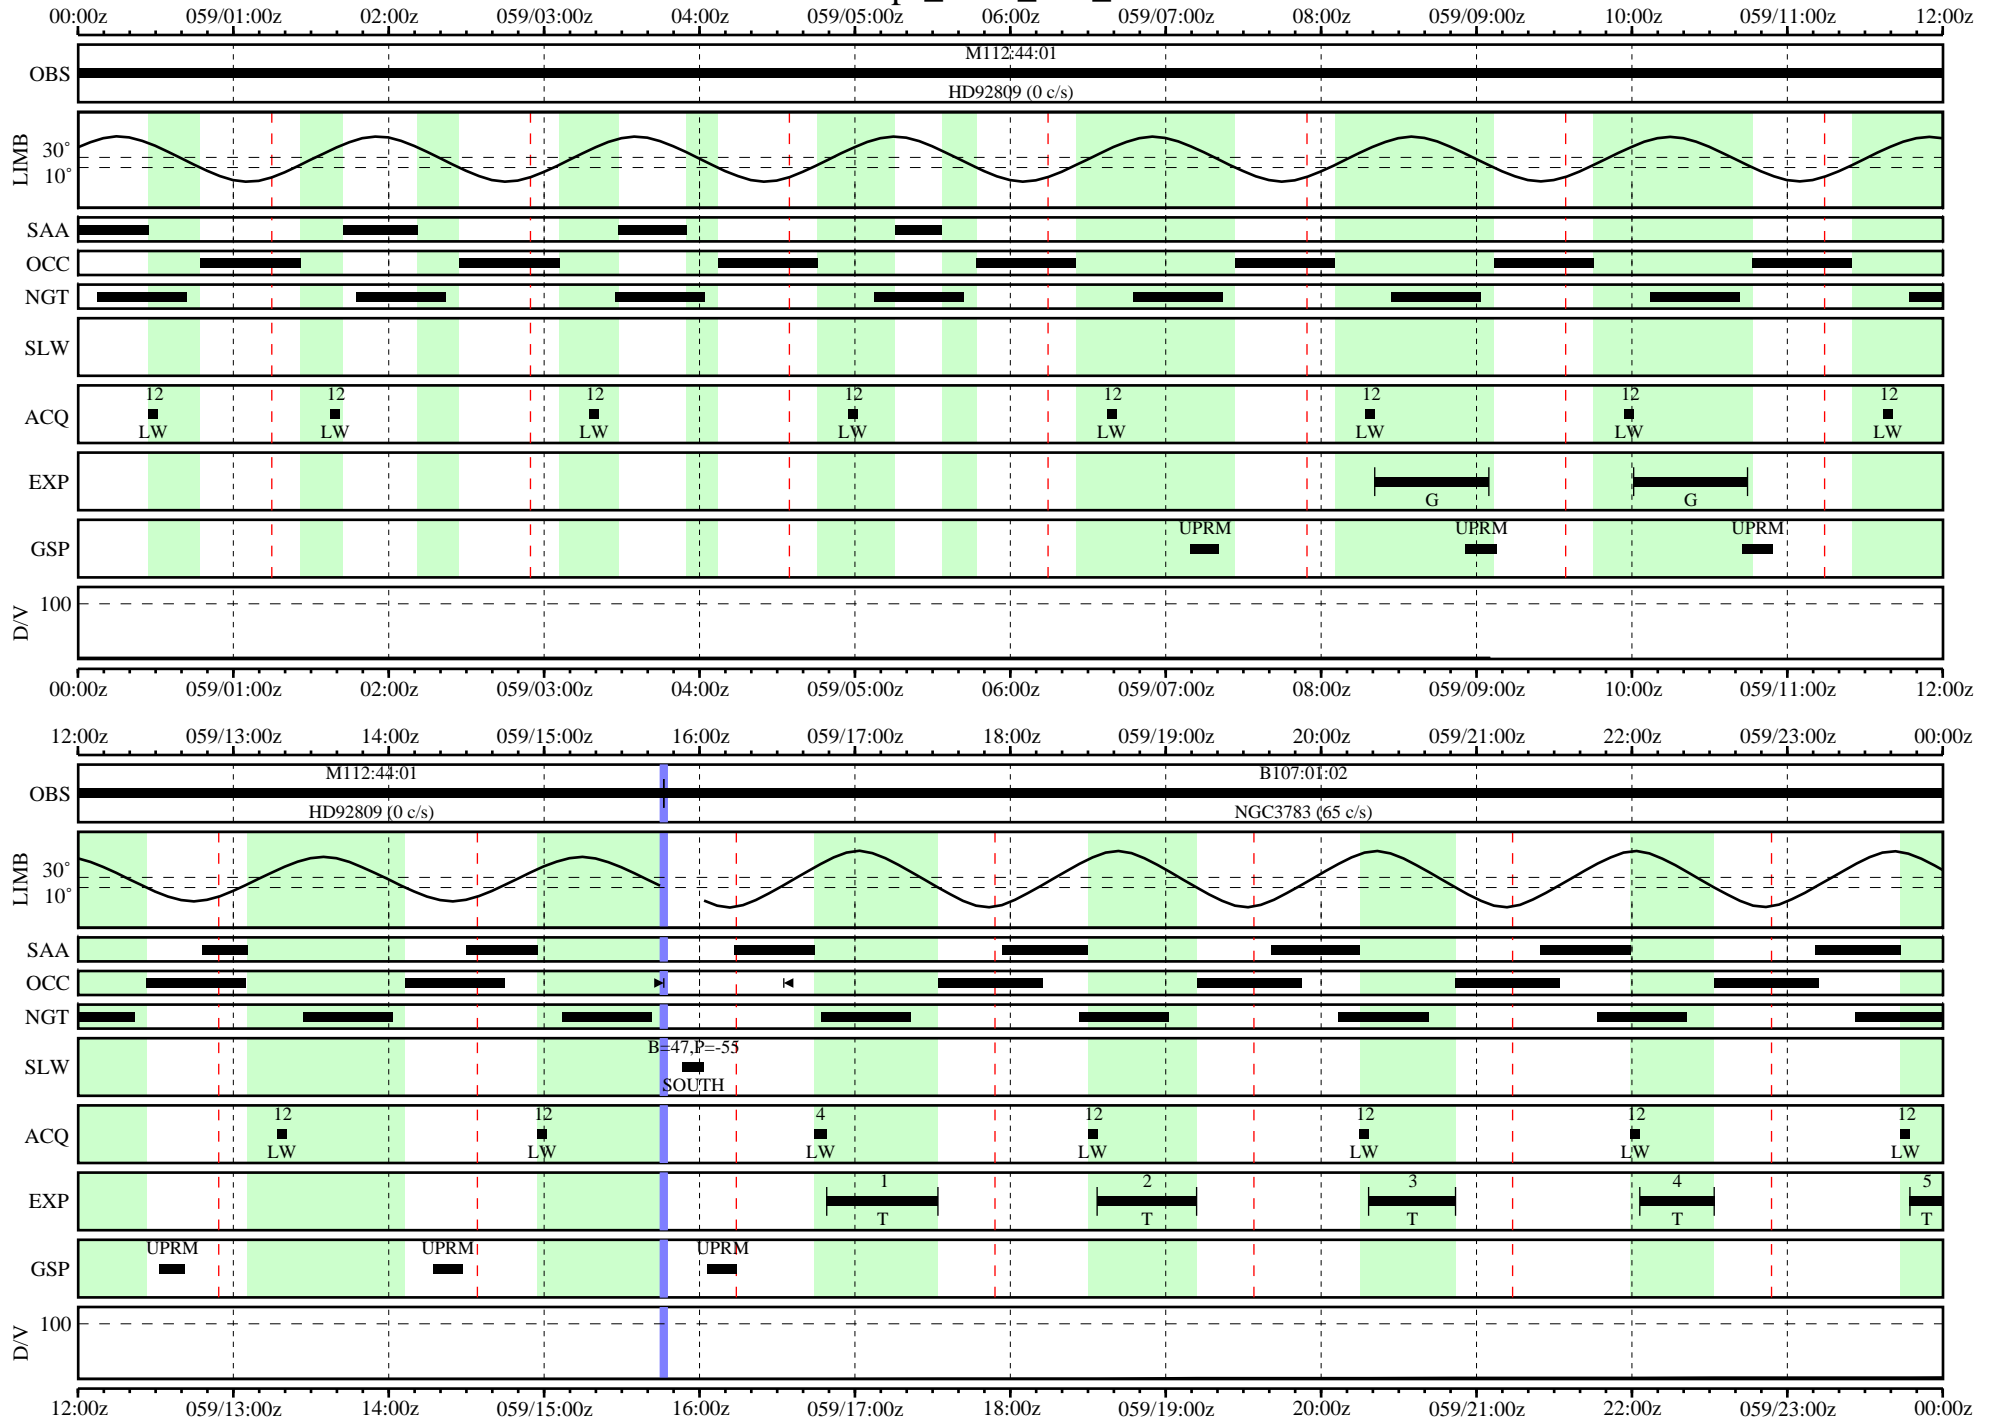 00:00z 059/01:00z 02:00z 059/03:00z 04:00z 059/05:00z 06:00z 059/07:00z 08:00z 059/09:00z 10:00z 059/11:00z 12:00z
M112:44:01
OBS
HD92809 (0 c/s)
LIMB 30°
10°
SAA
OCC
NGT
SLW
12 12 12 12 12 12 12 12
ACQ
LW LW LW LW LW LW LW LW
EXP
G G
UPRM UPRM UPRM
GSP
D/V 100
00:00z 059/01:00z 02:00z 059/03:00z 04:00z 059/05:00z 06:00z 059/07:00z 08:00z 059/09:00z 10:00z 059/11:00z 12:00z
12:00z 059/13:00z 14:00z 059/15:00z 16:00z 059/17:00z 18:00z 059/19:00z 20:00z 059/21:00z 22:00z 059/23:00z 00:00z
M112:44:01 B107:01:02
OBS
HD92809 (0 c/s) NGC3783 (65 c/s)
LIMB 30°
10°
SAA
OCC
NGT
B=47,P=-55
SLW
SOUTH
12 12 4 12 12 12 12
ACQ
LW LW LW LW LW LW LW
1 2 3 4 5
EXP
T T T T T
UPRM UPRM UPRM
GSP
D/V 100
12:00z 059/13:00z 14:00z 059/15:00z 16:00z 059/17:00z 18:00z 059/19:00z 20:00z 059/21:00z 22:00z 059/23:00z 00:00z